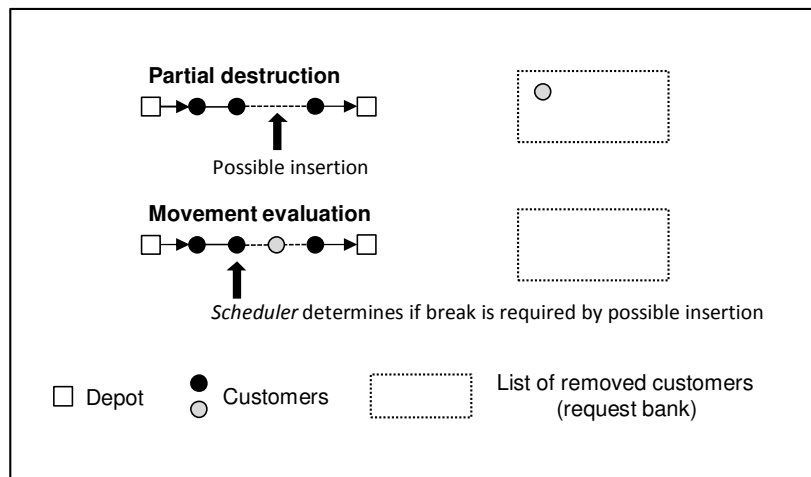 Partial destruction
Possible insertion
Movement evaluation
Scheduler determines if break is required by possible insertion
Depot
Customers
List of removed customers
(request bank)